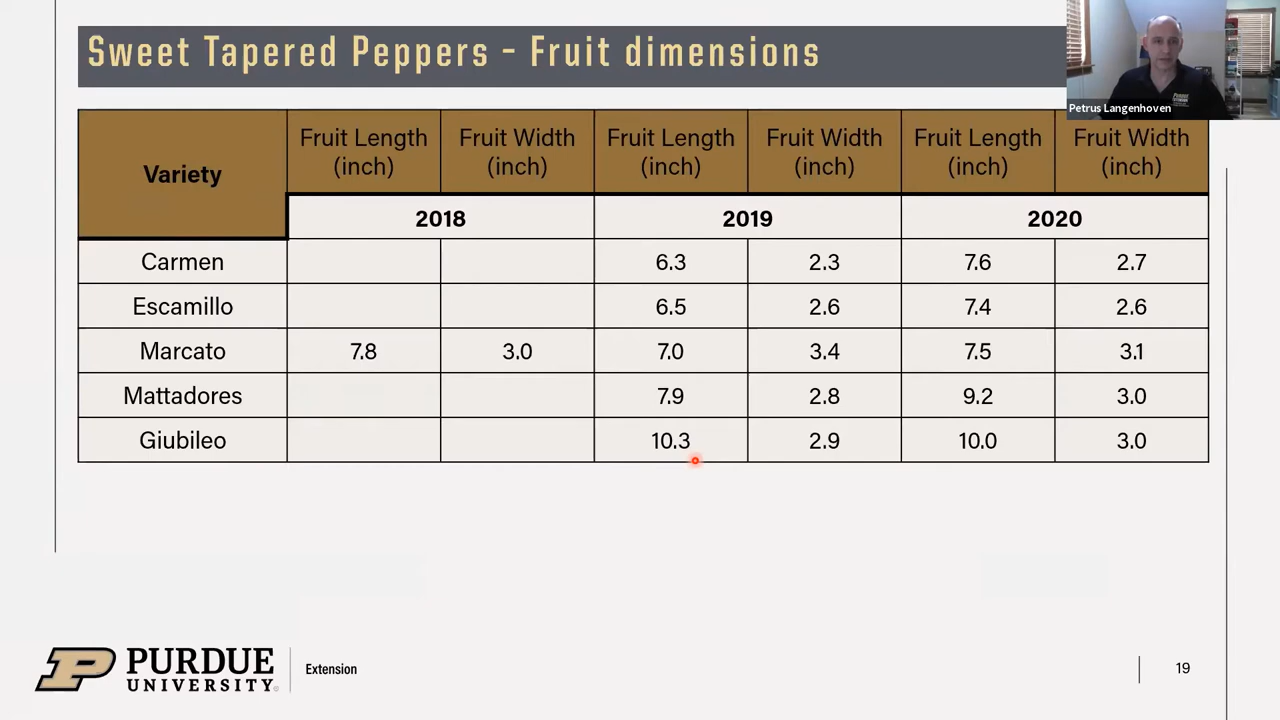 Sweet Tapered Peppers - Fruit dimensions
PURDUE EXTENSION
Petrus Langenhoven
Variety
Fruit Length (inch)
Fruit Width (inch)
Fruit Length (inch)
Fruit Width (inch)
Fruit Length (inch)
Fruit Width (inch)
2018 2019 2020
Carmen 6.3 2.3 7.6 2.7
Escamillo 6.5 2.6 7.4 2.6
Marcato 7.8 3.0 7.0 3.4 7.5 3.1
Mattadores 7.9 2.8 9.2 3.0
Giubileo 10.3 2.9 10.0 3.0
PURDUE
UNIVERSITY
Extension
19